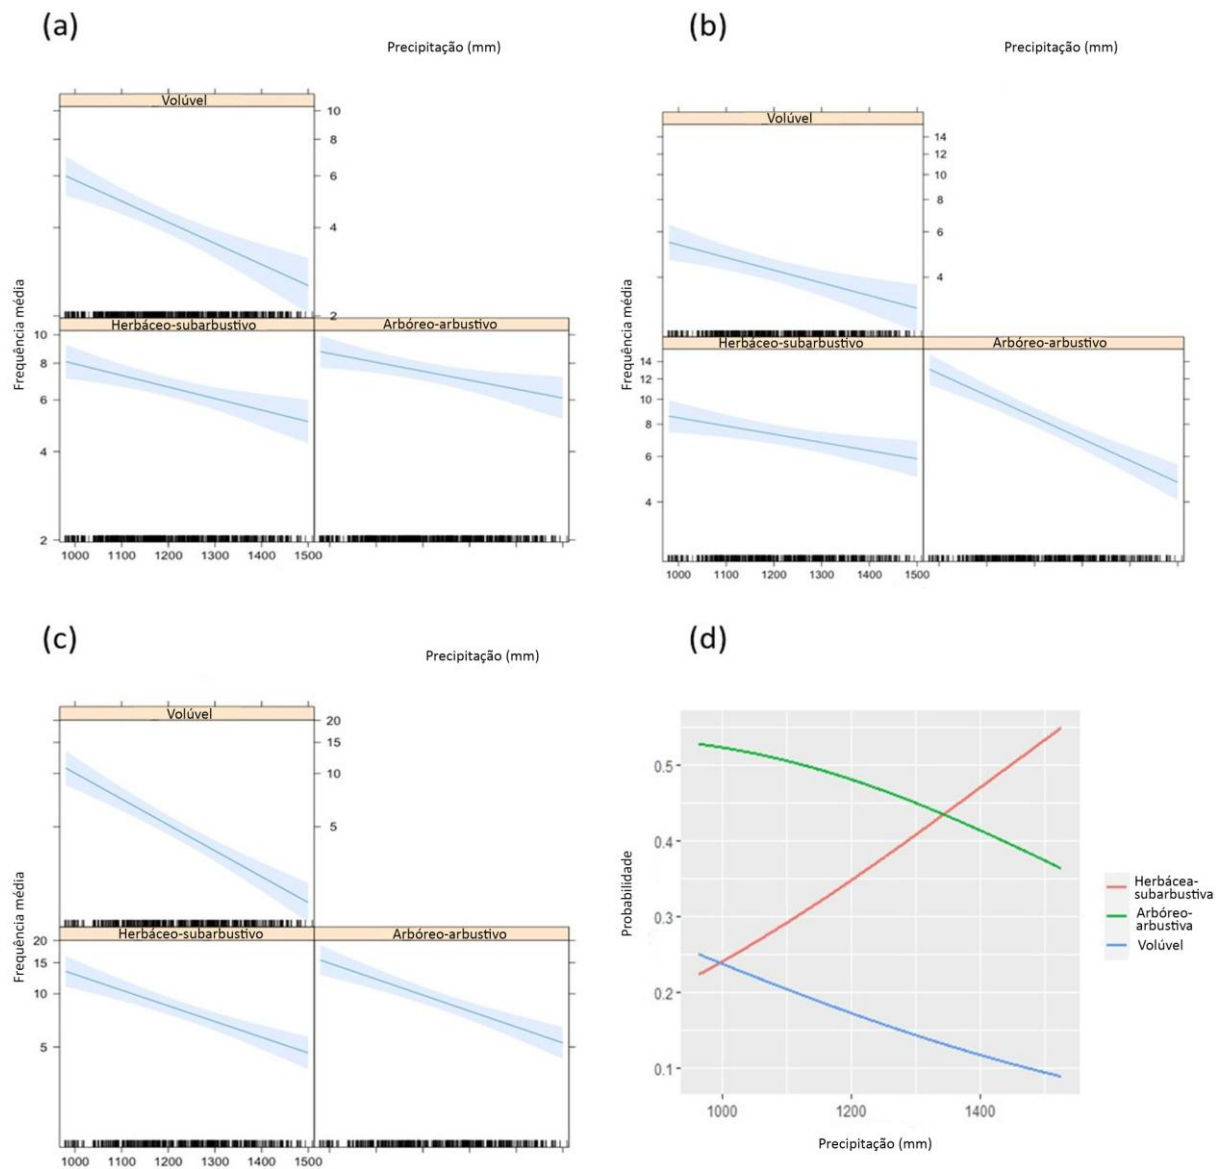 (a)
Precipitação (mm)
Volúvel
10
8
6
4
2
Frequência média
Herbáceo-subarbustivo
Arbóreo-arbustivo
10
8
6
4
2
1000 1100 1200 1300 1400 1500
(b)
Precipitação (mm)
Volúvel
14
12
10
8
6
4
Frequência média
Herbáceo-subarbustivo
Arbóreo-arbustivo
14
12
10
8
6
4
1000 1100 1200 1300 1400 1500
(c)
Precipitação (mm)
Volúvel
20
15
10
5
Frequência média
Herbáceo-subarbustivo
Arbóreo-arbustivo
20
15
10
5
1000 1100 1200 1300 1400 1500
(d)
Probabilidade
0.5
0.4
0.3
0.2
0.1
1000 1200 1400
Precipitação (mm)
Herbácea-
subarbustiva
Arbóreo-
arbustiva
Volúvel